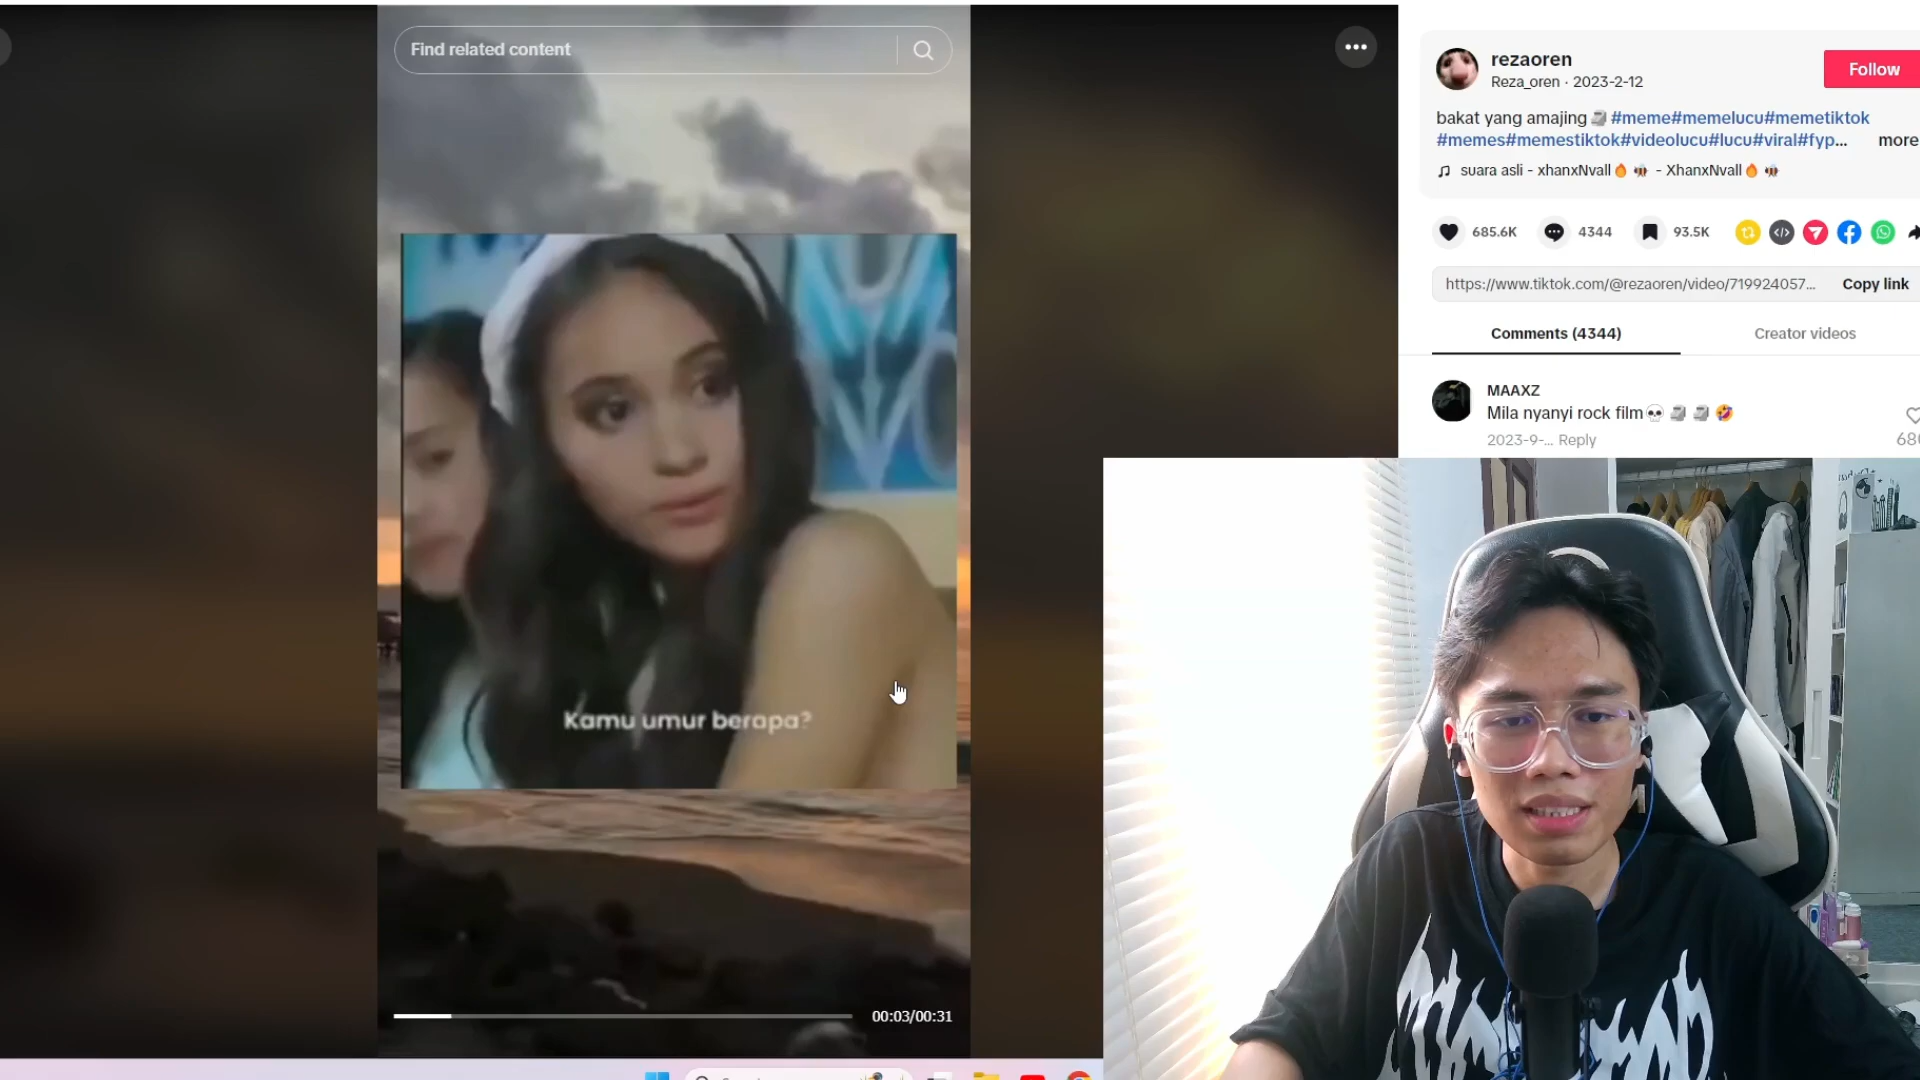 Find related content
Kamu umur berapa?
00:03/00:31
rezaoren
Reza_oren · 2023-2-12
Follow
bakat yang amajing🗿 #meme#memelucu#memetiktok
#memes#memestiktok#videolucu#lucu#viral#fyp... more
suara asli - xhanxNvall🔥🐝 - XhanxNvall🔥🐝
685.6K 4344 93.5K
https://www.tiktok.com/@rezaoren/video/719924057... Copy link
Comments (4344) Creator videos
MAAXZ
Mila nyanyi rock film💀🗿🗿🤣
2023-9-... Reply